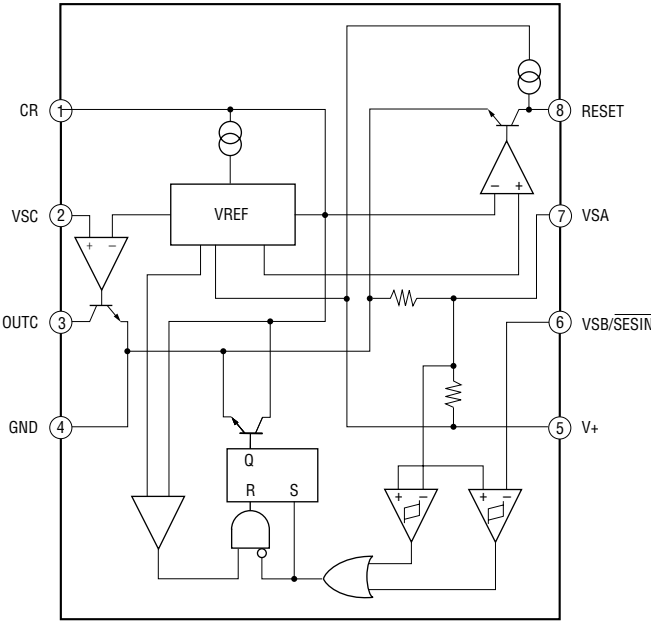 CR 1
8 RESET
VSC 2
VREF
7 VSA
+ −
− +
OUTC 3
6 VSB/SESIN
GND 4
5 V+
Q
R S
+ − + −